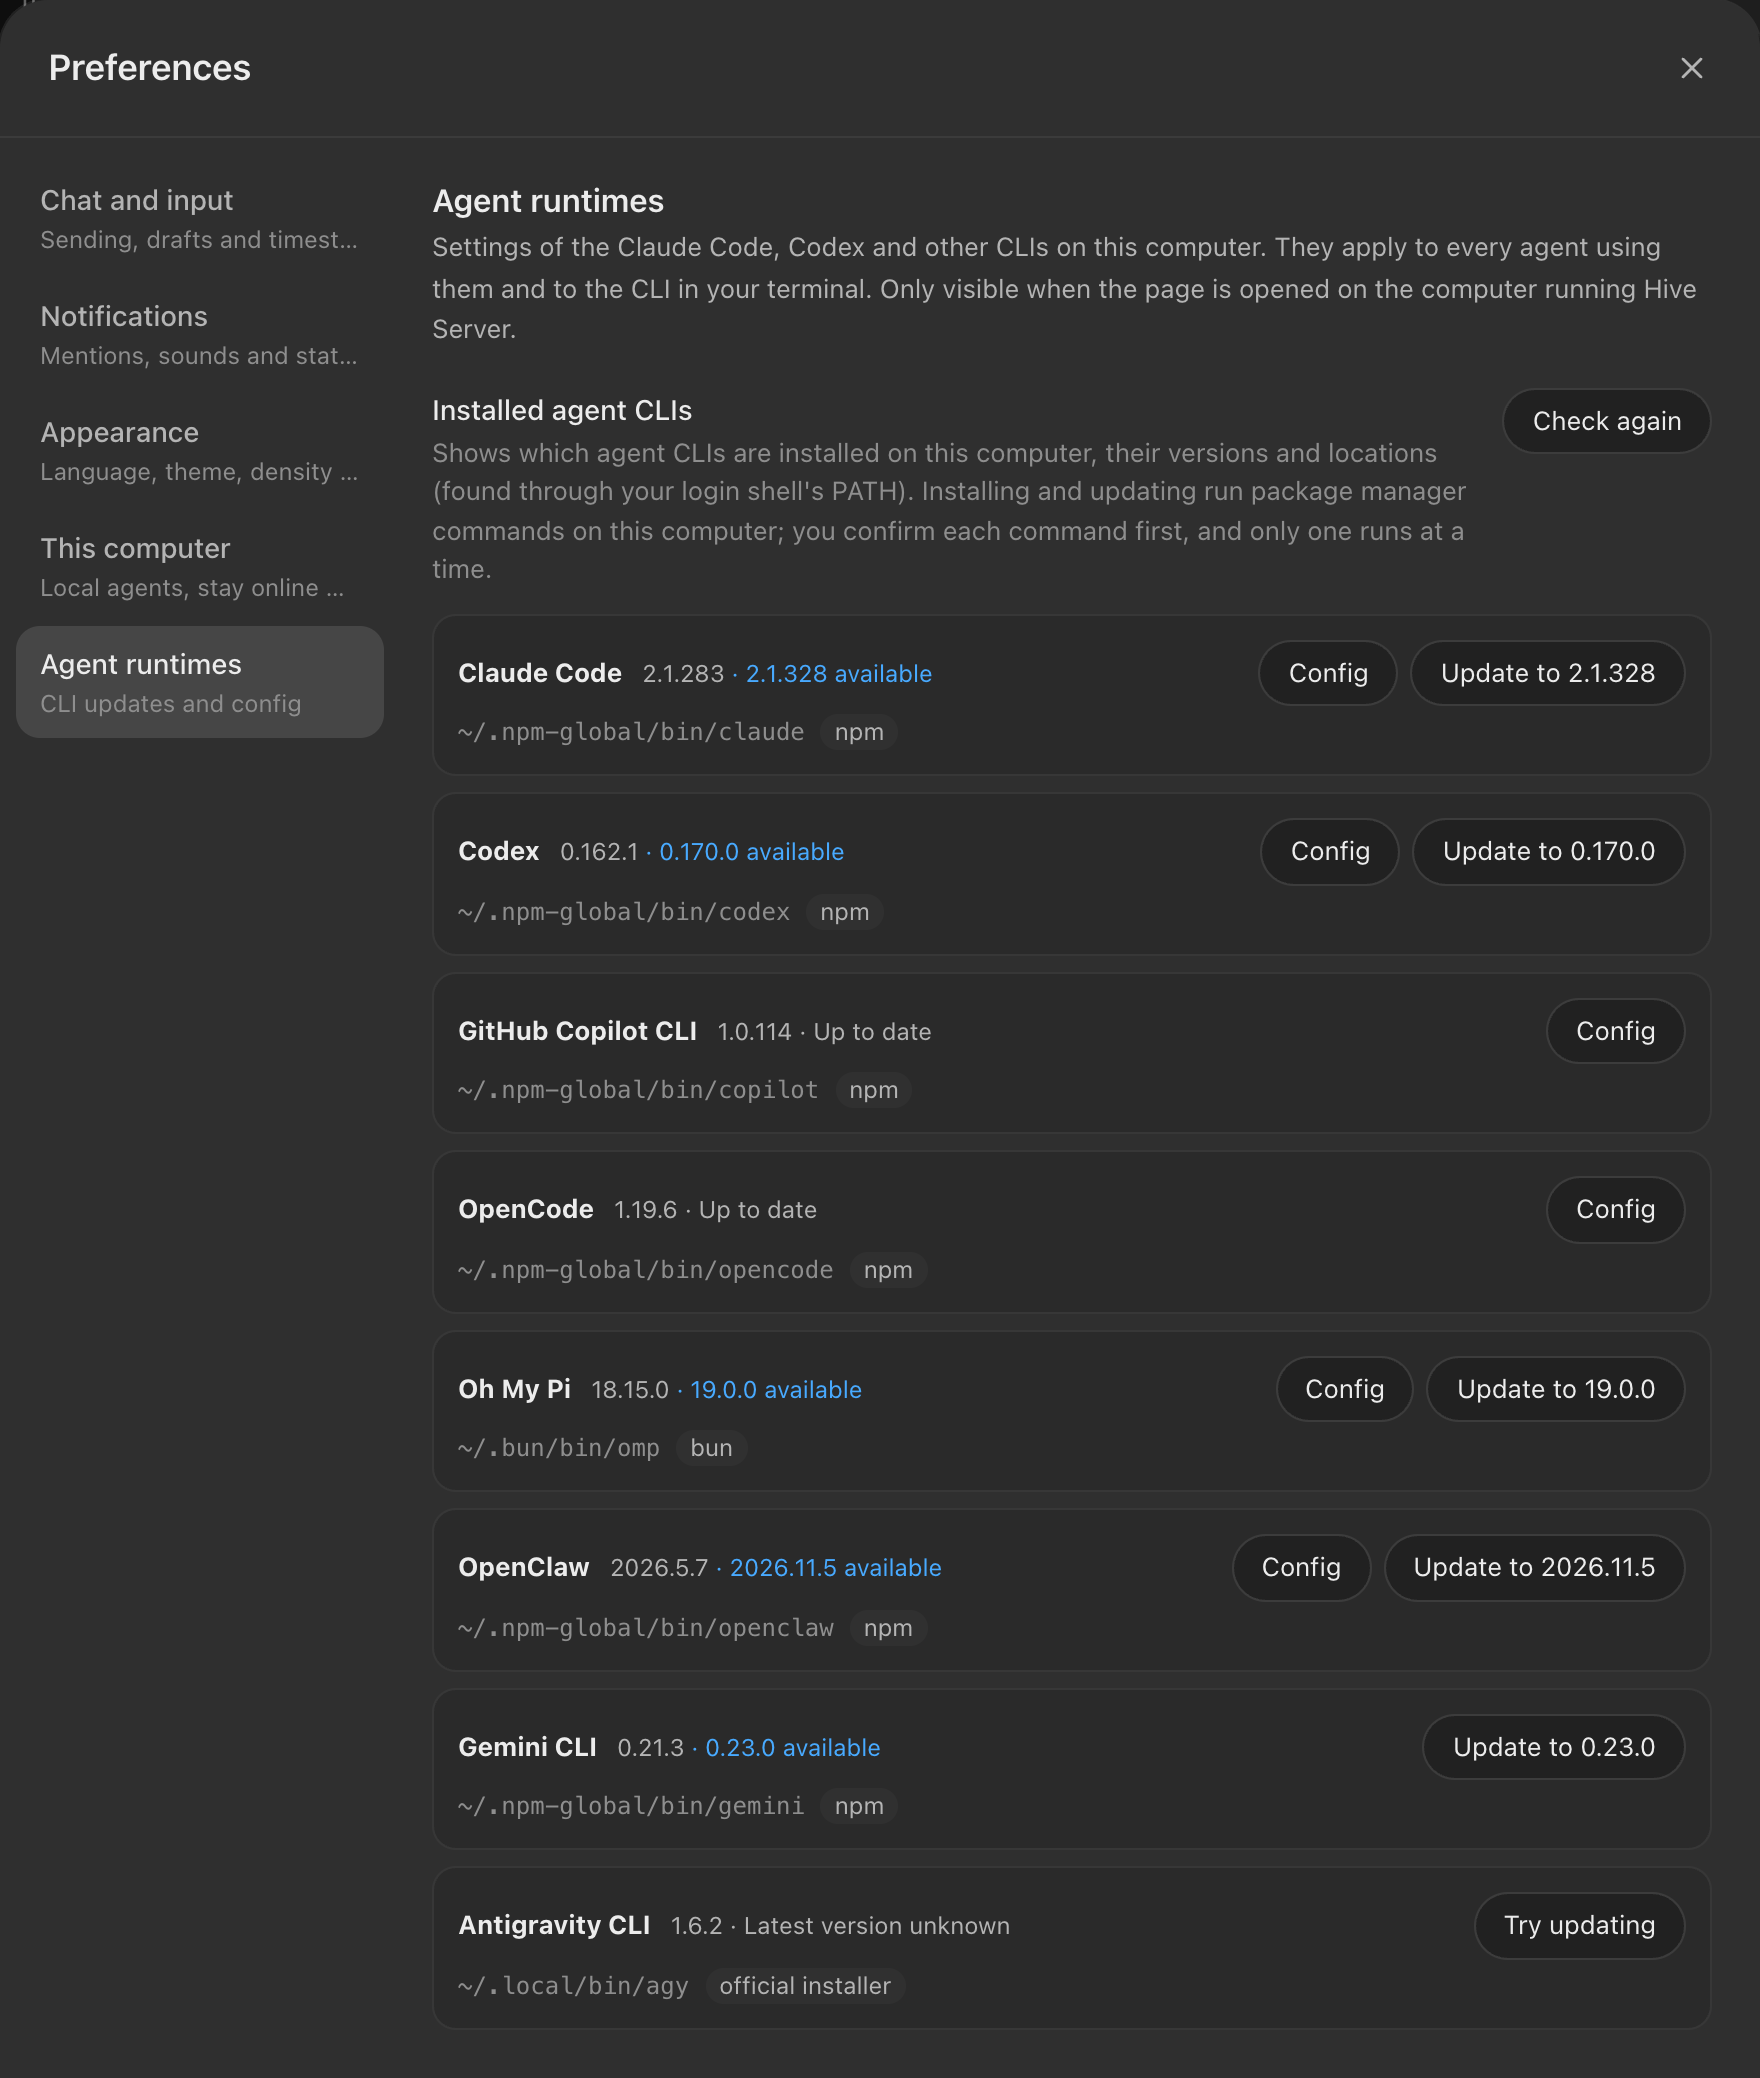 Preferences
Chat and input
Sending, drafts and timest...
Notifications
Mentions, sounds and stat...
Appearance
Language, theme, density ...
This computer
Local agents, stay online ...
Agent runtimes
CLI updates and config
Agent runtimes
Settings of the Claude Code, Codex and other CLIs on this computer. They apply to every agent using
them and to the CLI in your terminal. Only visible when the page is opened on the computer running Hive
Server.
Installed agent CLIs
Check again
Shows which agent CLIs are installed on this computer, their versions and locations
(found through your login shell's PATH). Installing and updating run package manager
commands on this computer; you confirm each command first, and only one runs at a
time.
Claude Code 2.1.283 · 2.1.328 available Config Update to 2.1.328
~/.npm-global/bin/claude npm
Codex 0.162.1 · 0.170.0 available Config Update to 0.170.0
~/.npm-global/bin/codex npm
GitHub Copilot CLI 1.0.114 · Up to date Config
~/.npm-global/bin/copilot npm
OpenCode 1.19.6 · Up to date Config
~/.npm-global/bin/opencode npm
Oh My Pi 18.15.0 · 19.0.0 available Config Update to 19.0.0
~/.bun/bin/omp bun
OpenClaw 2026.5.7 · 2026.11.5 available Config Update to 2026.11.5
~/.npm-global/bin/openclaw npm
Gemini CLI 0.21.3 · 0.23.0 available Update to 0.23.0
~/.npm-global/bin/gemini npm
Antigravity CLI 1.6.2 · Latest version unknown Try updating
~/.local/bin/agy official installer